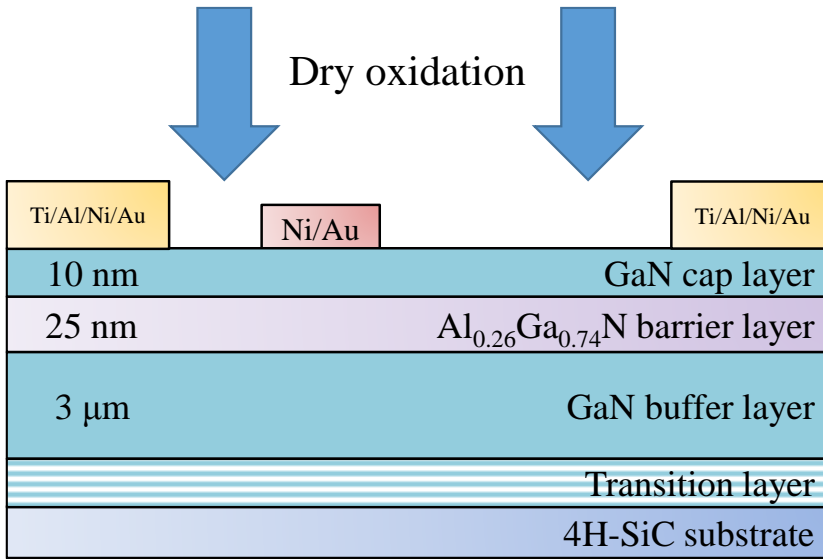 Dry oxidation
Ti/Al/Ni/Au
Ni/Au
Ti/Al/Ni/Au
10 nm GaN cap layer
25 nm Al₀.₂₆Ga₀.₇₄N barrier layer
3 μm GaN buffer layer
Transition layer
4H-SiC substrate